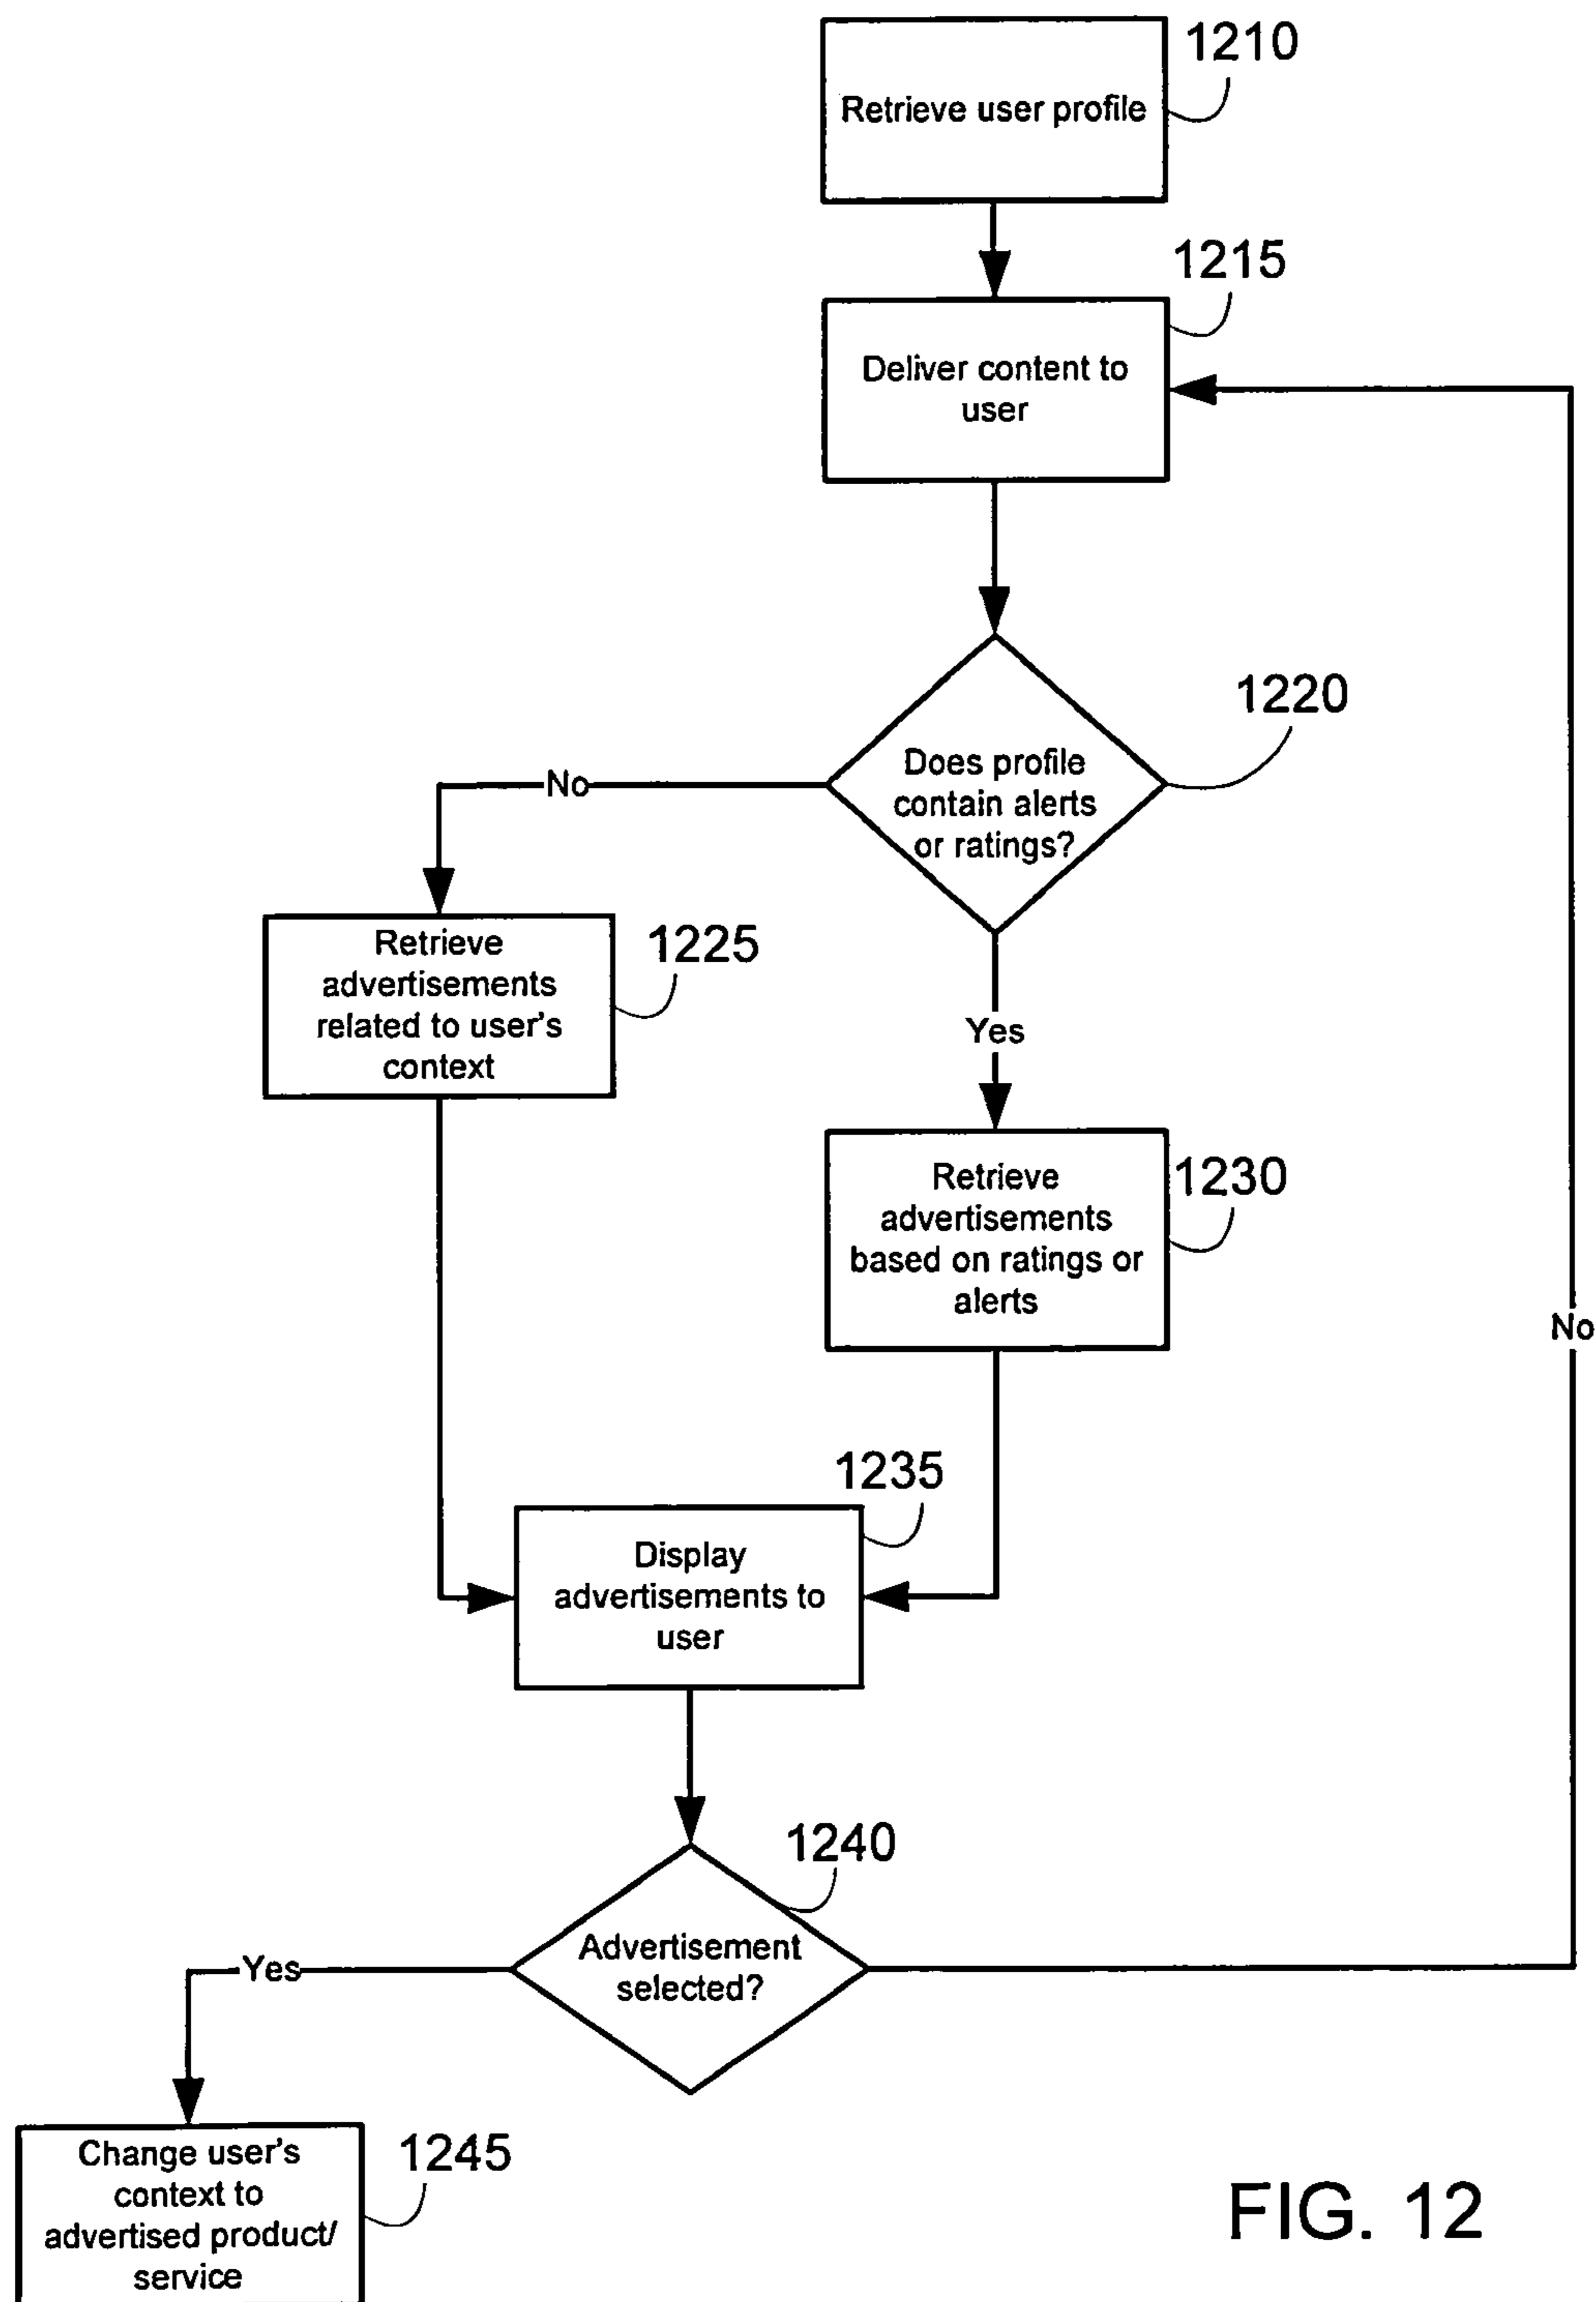 1210
Retrieve user profile
1215
Deliver content to
user
1220
Does profile
contain alerts
or ratings?
No
Retrieve
advertisements
related to user's
context
1225
Yes
Retrieve
advertisements
based on ratings or
alerts
1230
No
1235
Display
advertisements to
user
1240
Advertisement
selected?
Yes
Change user's
context to
advertised product/
service
1245
FIG. 12